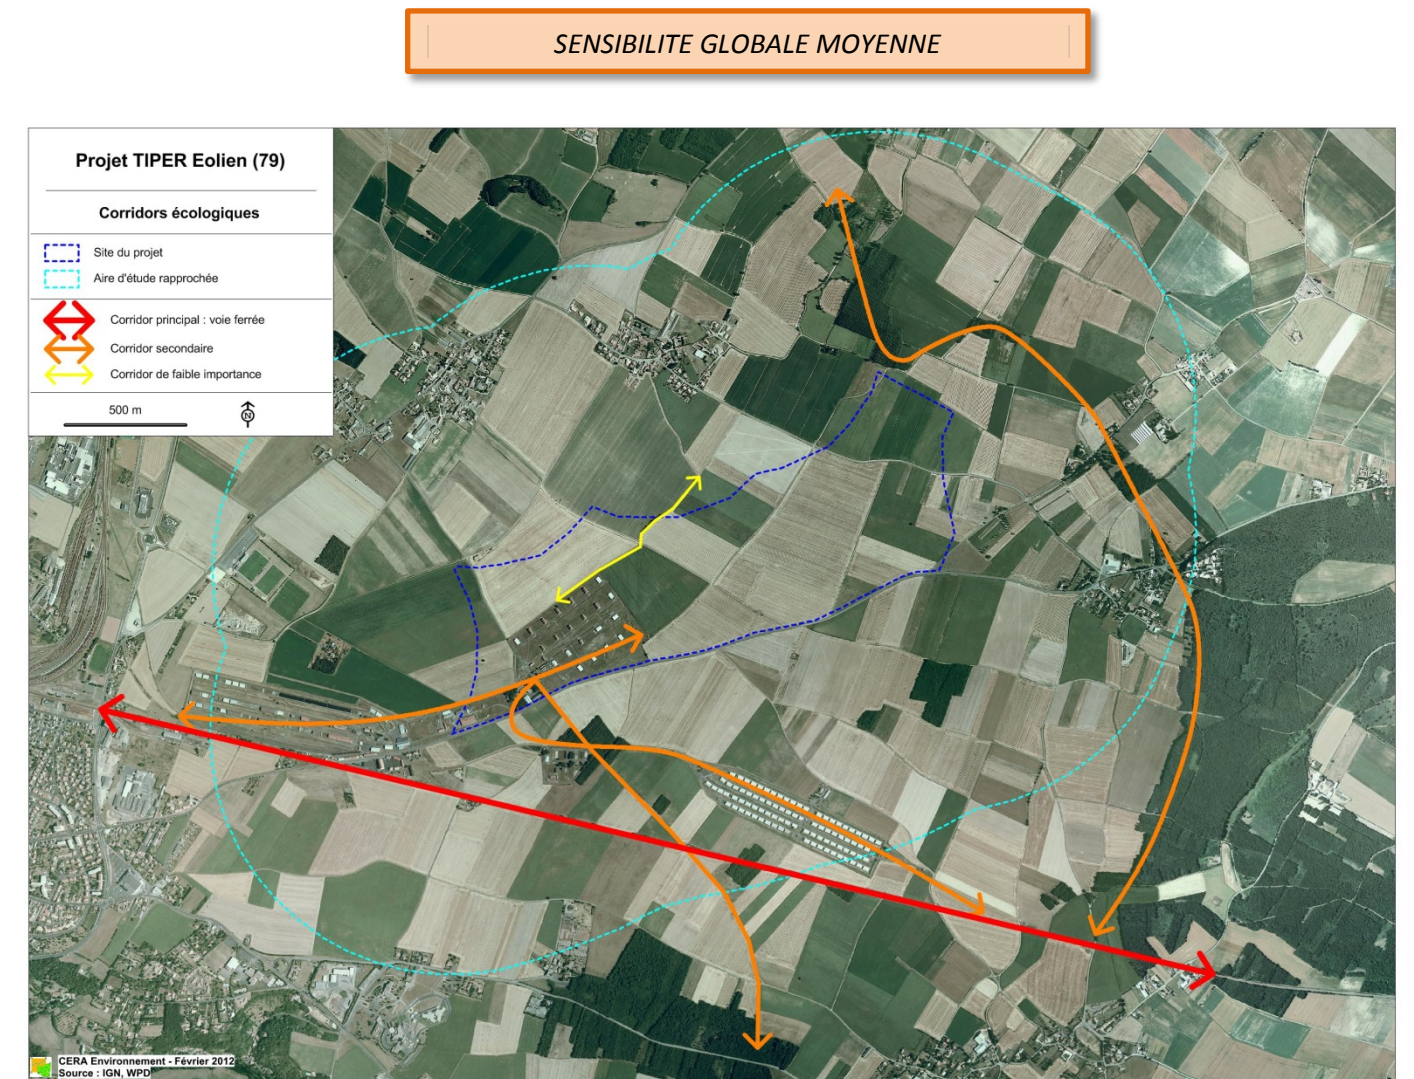 SENSIBILITE GLOBALE MOYENNE
Projet TIPER Eolien (79)
Corridors écologiques
Site du projet
Aire d'étude rapprochée
Corridor principal : voie ferrée
Corridor secondaire
Corridor de faible importance
500 m
N
CERA Environnement - Février 2012
Source : IGN, WPD